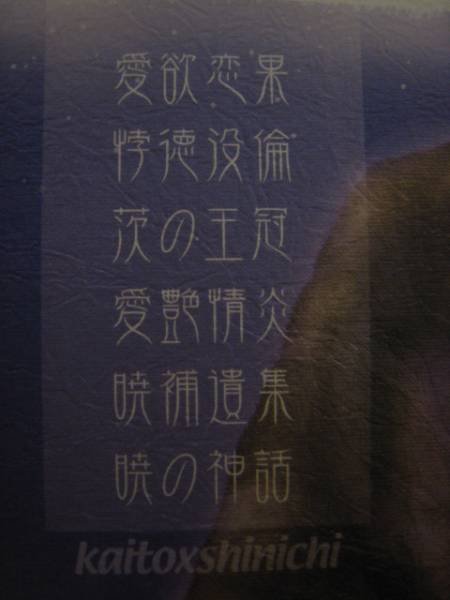 愛欲恋果
悖徳没倫
茨の王冠
愛艶情炎
暁補遺集
暁の神話
kaitoxshinichi